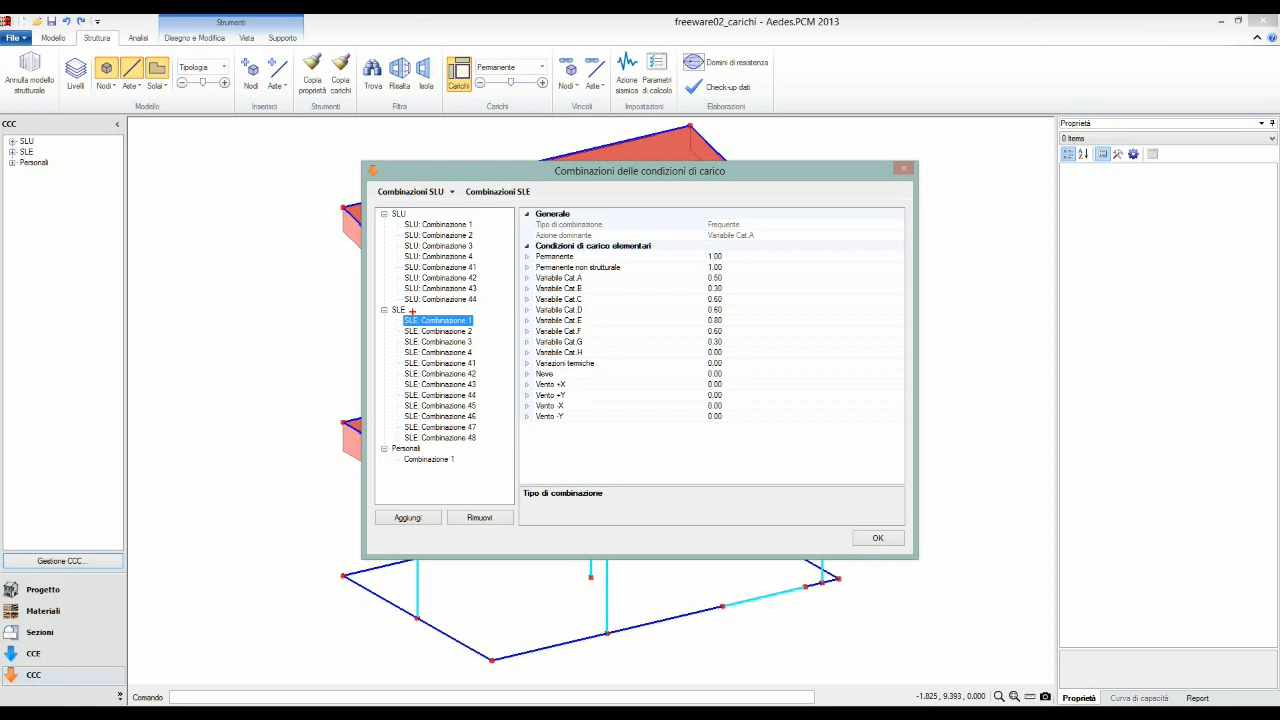 Strumenti
freeware02_carichi - Aedes.PCM 2013
File
Modello
Struttura
Analisi
Disegno e Modifica
Vista
Supporto
Annulla modello
strutturale
Livelli
Nodi
Aste
Solai
Tipologia
Modello
Nodi
Aste
Inserisci
Copia
proprietà
Copia
carichi
Strumenti
Trova
Risalta
Isola
Filtra
Carichi
Permanente
Carichi
Nodi
Aste
Vincoli
Azione
sismica
Parametri
di calcolo
Impostazioni
Domini di resistenza
Check-up dati
Elaborazioni
CCC
SLU
SLE
Personali
Gestione CCC...
Progetto
Materiali
Sezioni
CCE
CCC
Combinazioni delle condizioni di carico
Combinazioni SLU
Combinazioni SLE
SLU
SLU: Combinazione 1
SLU: Combinazione 2
SLU: Combinazione 3
SLU: Combinazione 4
SLU: Combinazione 41
SLU: Combinazione 42
SLU: Combinazione 43
SLU: Combinazione 44
SLE
SLE: Combinazione 1
SLE: Combinazione 2
SLE: Combinazione 3
SLE: Combinazione 4
SLE: Combinazione 41
SLE: Combinazione 42
SLE: Combinazione 43
SLE: Combinazione 44
SLE: Combinazione 45
SLE: Combinazione 46
SLE: Combinazione 47
SLE: Combinazione 48
Personali
Combinazione 1
Aggiungi
Rimuovi
Generale
Tipo di combinazione Frequente
Azione dominante Variabile Cat.A
Condizioni di carico elementari
Permanente 1.00
Permanente non strutturale 1.00
Variabile Cat.A 0.50
Variabile Cat.B 0.30
Variabile Cat.C 0.60
Variabile Cat.D 0.60
Variabile Cat.E 0.80
Variabile Cat.F 0.60
Variabile Cat.G 0.30
Variabile Cat.H 0.00
Variazioni termiche 0.00
Neve 0.00
Vento +X 0.00
Vento +Y 0.00
Vento -X 0.00
Vento -Y 0.00
Tipo di combinazione
OK
Proprietà
0 Items
Comando
-1.825, 9.393, 0.000
Proprietà
Curva di capacità
Report